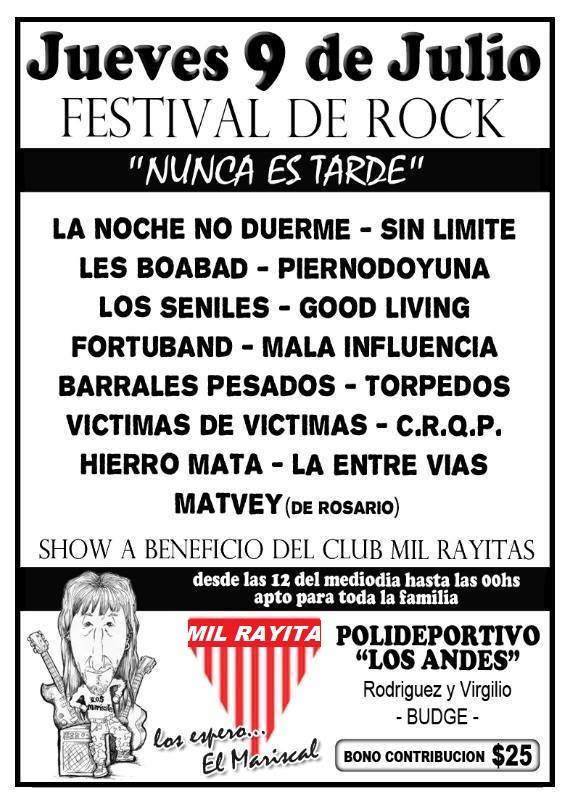 Jueves 9 de Julio
FESTIVAL DE ROCK
"NUNCA ES TARDE"
LA NOCHE NO DUERME - SIN LIMITE
LES BOABAD - PIERNODOYUNA
LOS SENILES - GOOD LIVING
FORTUBAND - MALA INFLUENCIA
BARRALES PESADOS - TORPEDOS
VICTIMAS DE VICTIMAS - C.R.Q.P.
HIERRO MATA - LA ENTRE VIAS
MATVEY (DE ROSARIO)
SHOW A BENEFICIO DEL CLUB MIL RAYITAS
desde las 12 del mediodia hasta las 00hs
apto para toda la familia
MIL RAYITA
los espero...
El Mariscal
POLIDEPORTIVO
"LOS ANDES"
Rodriguez y Virgilio
- BUDGE -
BONO CONTRIBUCION $25